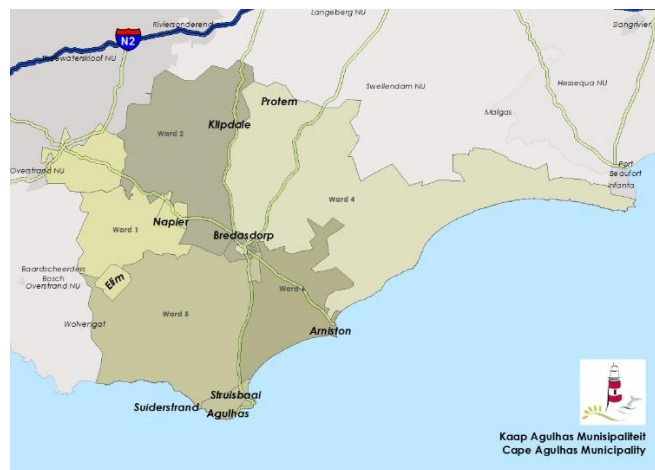 Riviersonderend
Langeberg NU
Slangrivier
N2
Theewaterskloof NU
Swellendam NU
Hessequa NU
Protem
Malgas
Klipdale
Ward 2
Overstrand NU
Port
Beaufort
Infanta
Ward 4
Napier
Ward 1
Bredasdorp
Baardscheerders
Bosch
Overstrand NU
Elim
Ward 6
Wolvengat
Ward 5
Arniston
Struisbaai
Suiderstrand
Agulhas
Kaap Agulhas Munisipaliteit
Cape Agulhas Municipality